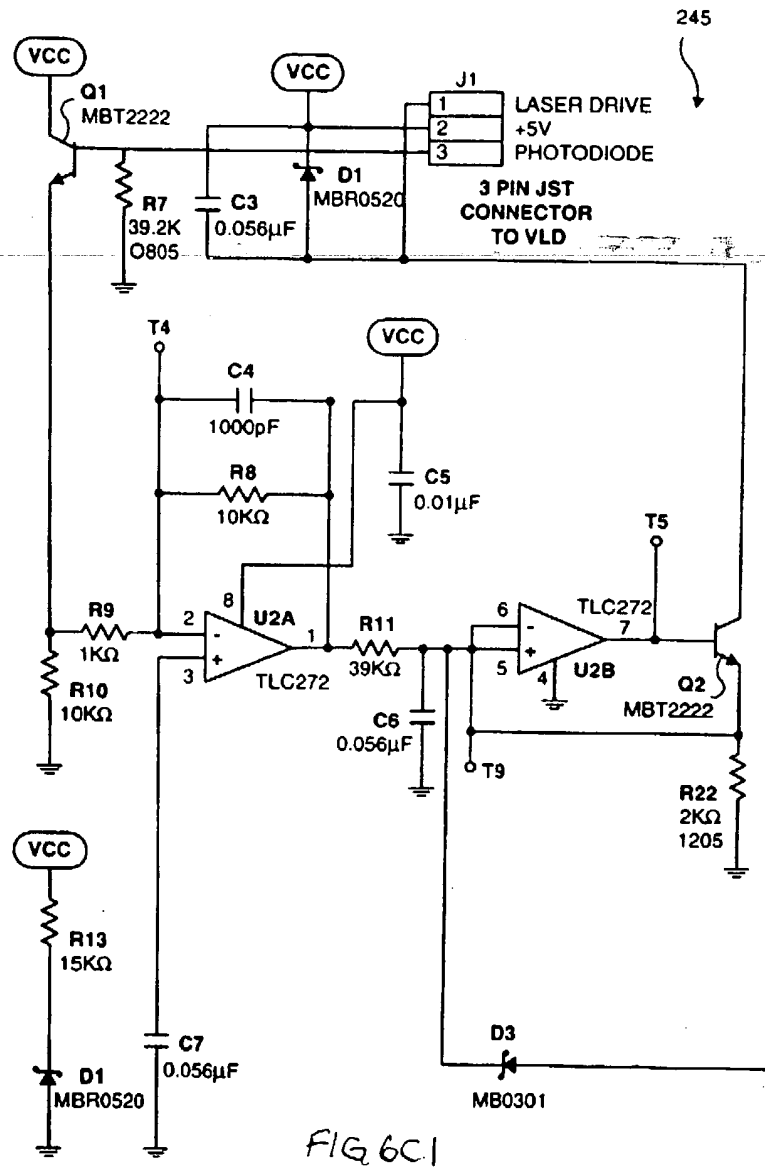 245
VCC
Q1
MBT2222
VCC
J1
1 LASER DRIVE
2 +5V
3 PHOTODIODE
3 PIN JST
CONNECTOR
TO VLD
R7
39.2K
O805
C3
0.056µF
D1
MBR0520
T4
VCC
C4
1000pF
R8
10KΩ
C5
0.01µF
T5
R9
1KΩ
2
8
U2A
-
+
3
1
TLC272
R11
39KΩ
6
TLC272
-
+
7
5
4
U2B
Q2
MBT2222
R10
10KΩ
C6
0.056µF
T9
R22
2KΩ
1205
VCC
R13
15KΩ
C7
0.056µF
D1
MBR0520
D3
MB0301
FIG 6C1